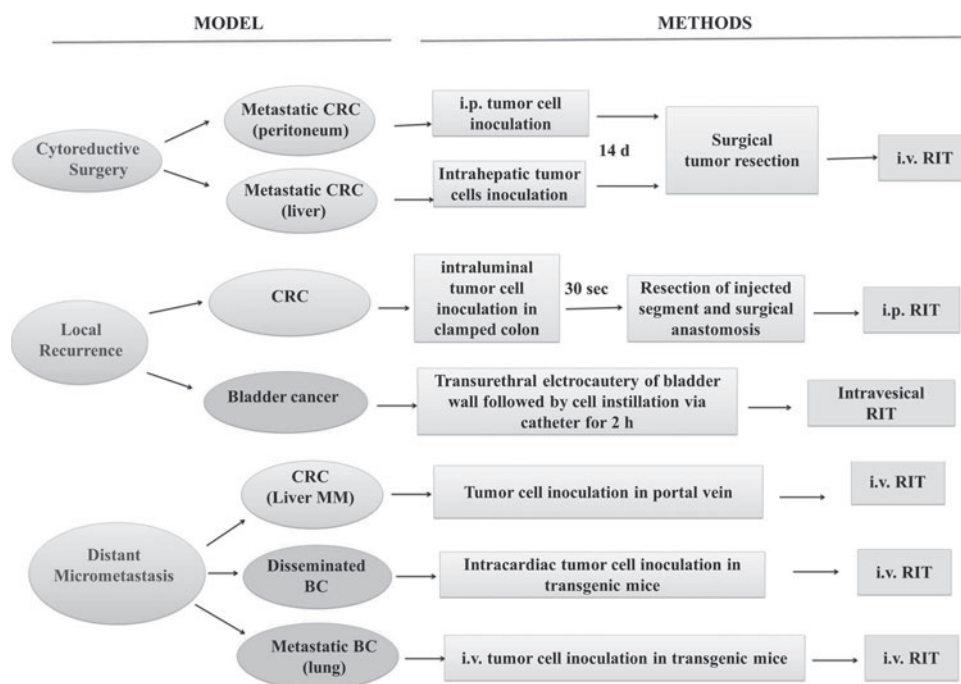 MODEL
METHODS
Cytoreductive
Surgery
Metastatic CRC
(peritoneum)
i.p. tumor cell
inoculation
Metastatic CRC
(liver)
Intrahepatic tumor
cells inoculation
14 d
Surgical
tumor resection
i.v. RIT
Local
Recurrence
CRC
intraluminal
tumor cell
inoculation in
clamped colon
30 sec
Resection of injected
segment and surgical
anastomosis
i.p. RIT
Bladder cancer
Transurethral elctrocautery of bladder
wall followed by cell instillation via
catheter for 2 h
Intravesical
RIT
Distant
Micrometastasis
CRC
(Liver MM)
Tumor cell inoculation in portal vein
i.v. RIT
Disseminated
BC
Intracardiac tumor cell inoculation in
transgenic mice
i.v. RIT
Metastatic BC
(lung)
i.v. tumor cell inoculation in transgenic mice
i.v. RIT